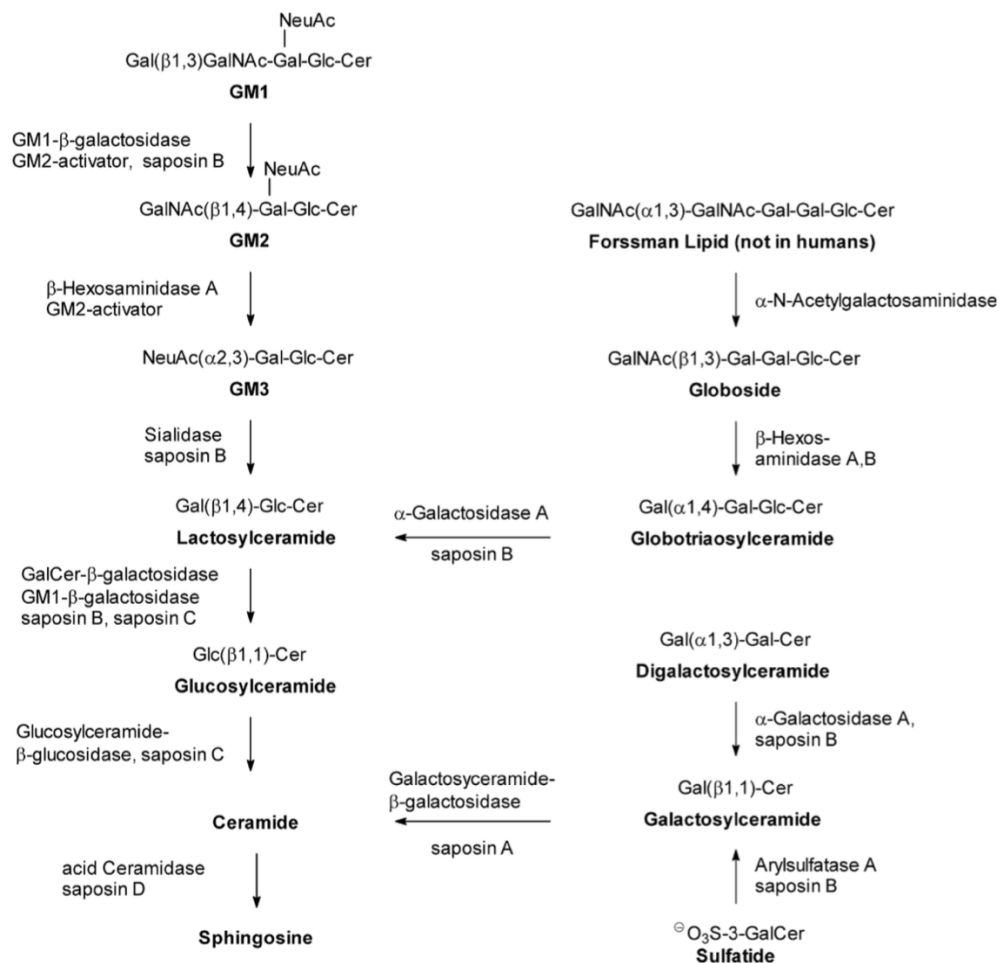 NeuAc
Gal(β1,3)GalNAc-Gal-Glc-Cer
GM1
GM1-β-galactosidase
GM2-activator, saposin B
NeuAc
GalNAc(β1,4)-Gal-Glc-Cer
GM2
β-Hexosaminidase A
GM2-activator
NeuAc(α2,3)-Gal-Glc-Cer
GM3
Sialidase
saposin B
Gal(β1,4)-Glc-Cer
Lactosylceramide
GalCer-β-galactosidase
GM1-β-galactosidase
saposin B, saposin C
Glc(β1,1)-Cer
Glucosylceramide
Glucosylceramide-
β-glucosidase, saposin C
Ceramide
acid Ceramidase
saposin D
Sphingosine
GalNAc(α1,3)-GalNAc-Gal-Gal-Glc-Cer
Forssman Lipid (not in humans)
α-N-Acetylgalactosaminidase
GalNAc(β1,3)-Gal-Gal-Glc-Cer
Globoside
β-Hexos-
aminidase A,B
Gal(α1,4)-Gal-Glc-Cer
Globotriaosylceramide
α-Galactosidase A
saposin B
Gal(α1,3)-Gal-Cer
Digalactosylceramide
α-Galactosidase A,
saposin B
Gal(β1,1)-Cer
Galactosylceramide
Galactosyceramide-
β-galactosidase
saposin A
Arylsulfatase A
saposin B
⊖O3S-3-GalCer
Sulfatide